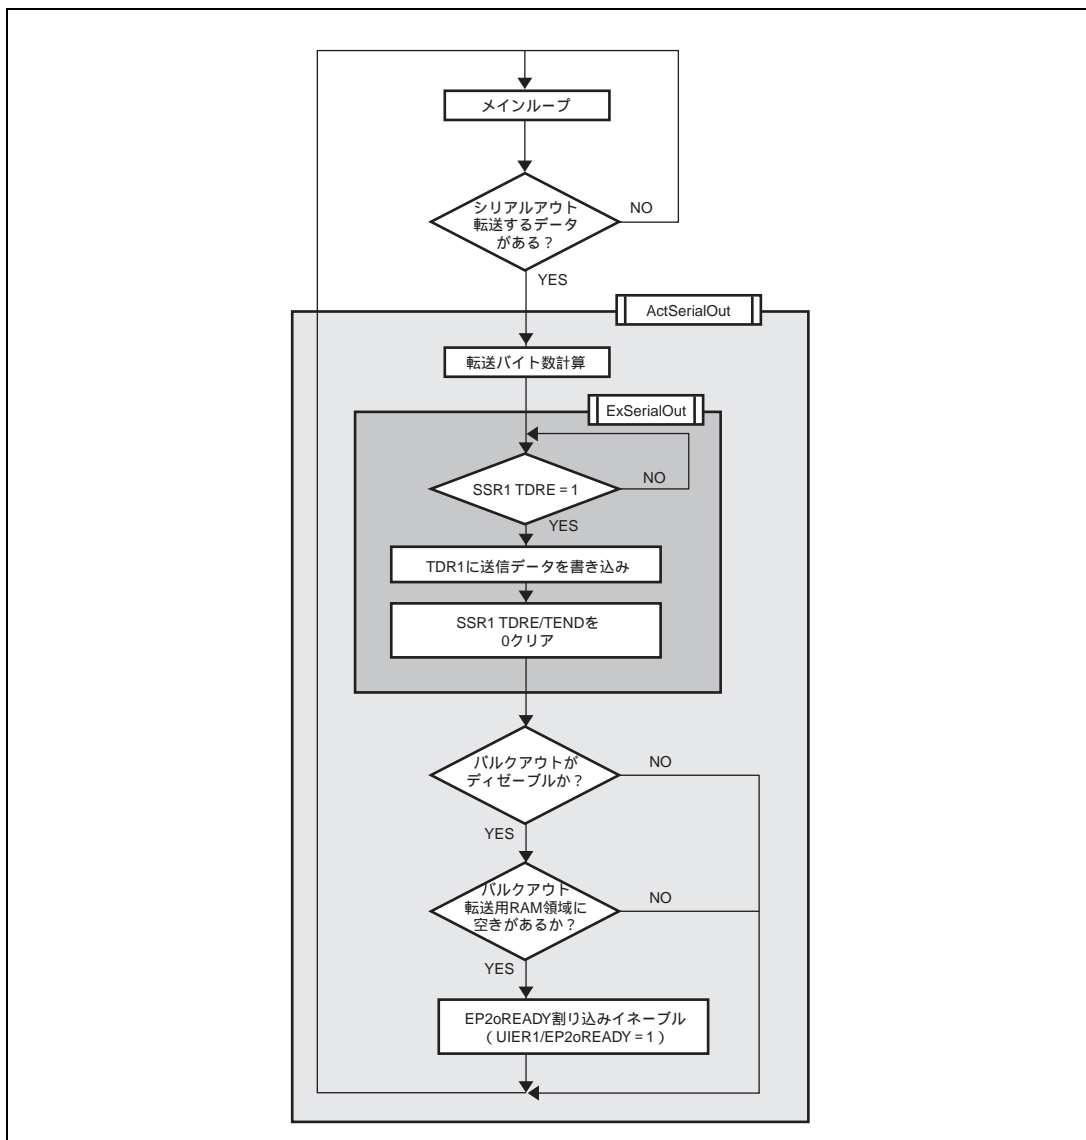 メインループ
シリアルアウト
転送するデータ
がある？
NO
YES
ActSerialOut
転送バイト数計算
ExSerialOut
SSR1 TDRE = 1
NO
YES
TDR1に送信データを書き込み
SSR1 TDRE/TENDを
0クリア
バルクアウトが
ディゼーブルか？
NO
YES
バルクアウト
転送用RAM領域に
空きがあるか？
NO
YES
EP2oREADY割り込みイネーブル
（ UIER1/EP2oREADY = 1 ）